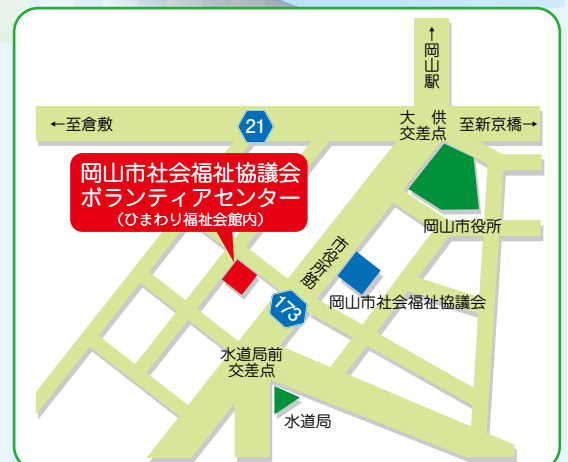 ↑岡山駅
←至倉敷
21
大供
交差点
至新京橋→
岡山市社会福祉協議会
ボランティアセンター
(ひまわり福祉会館内)
岡山市役所
市役所筋
岡山市社会福祉協議会
173
水道局前
交差点
水道局